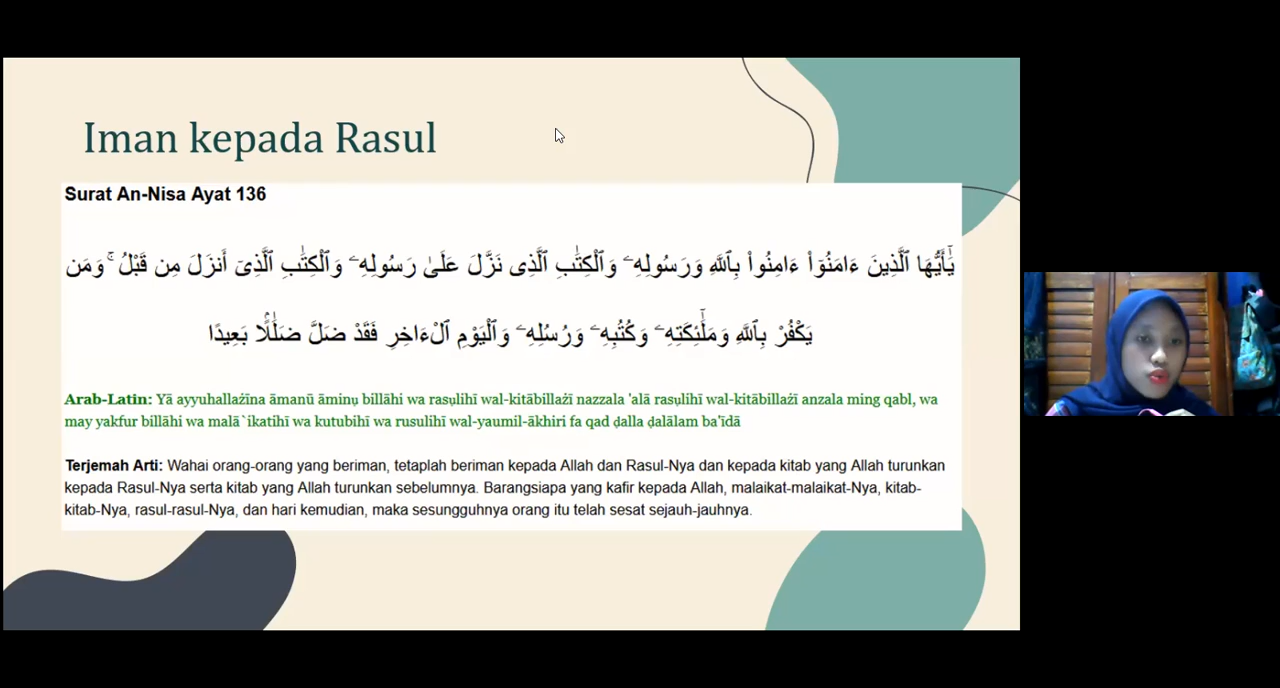 Iman kepada Rasul
Surat An-Nisa Ayat 136
يَٰٓأَيُّهَا ٱلَّذِينَ ءَامَنُوٓا۟ ءَامِنُوا۟ بِٱللَّهِ وَرَسُولِهِۦ وَٱلْكِتَٰبِ ٱلَّذِى نَزَّلَ عَلَىٰ رَسُولِهِۦ وَٱلْكِتَٰبِ ٱلَّذِىٓ أَنزَلَ مِن قَبْلُ ۚ وَمَن
يَكْفُرْ بِٱللَّهِ وَمَلَٰٓئِكَتِهِۦ وَكُتُبِهِۦ وَرُسُلِهِۦ وَٱلْيَوْمِ ٱلْءَاخِرِ فَقَدْ ضَلَّ ضَلَٰلًۢا بَعِيدًا
Arab-Latin: Yā ayyuhallażīna āmanū āminụ billāhi wa rasụlihī wal-kitābillażī nazzala 'alā rasụlihī wal-kitābillażī anzala ming qabl, wa
may yakfur billāhi wa malā`ikatihī wa kutubihī wa rusulihī wal-yaumil-ākhiri fa qad ḍalla ḍalālam ba'īdā
Terjemah Arti: Wahai orang-orang yang beriman, tetaplah beriman kepada Allah dan Rasul-Nya dan kepada kitab yang Allah turunkan
kepada Rasul-Nya serta kitab yang Allah turunkan sebelumnya. Barangsiapa yang kafir kepada Allah, malaikat-malaikat-Nya, kitab-
kitab-Nya, rasul-rasul-Nya, dan hari kemudian, maka sesungguhnya orang itu telah sesat sejauh-jauhnya.